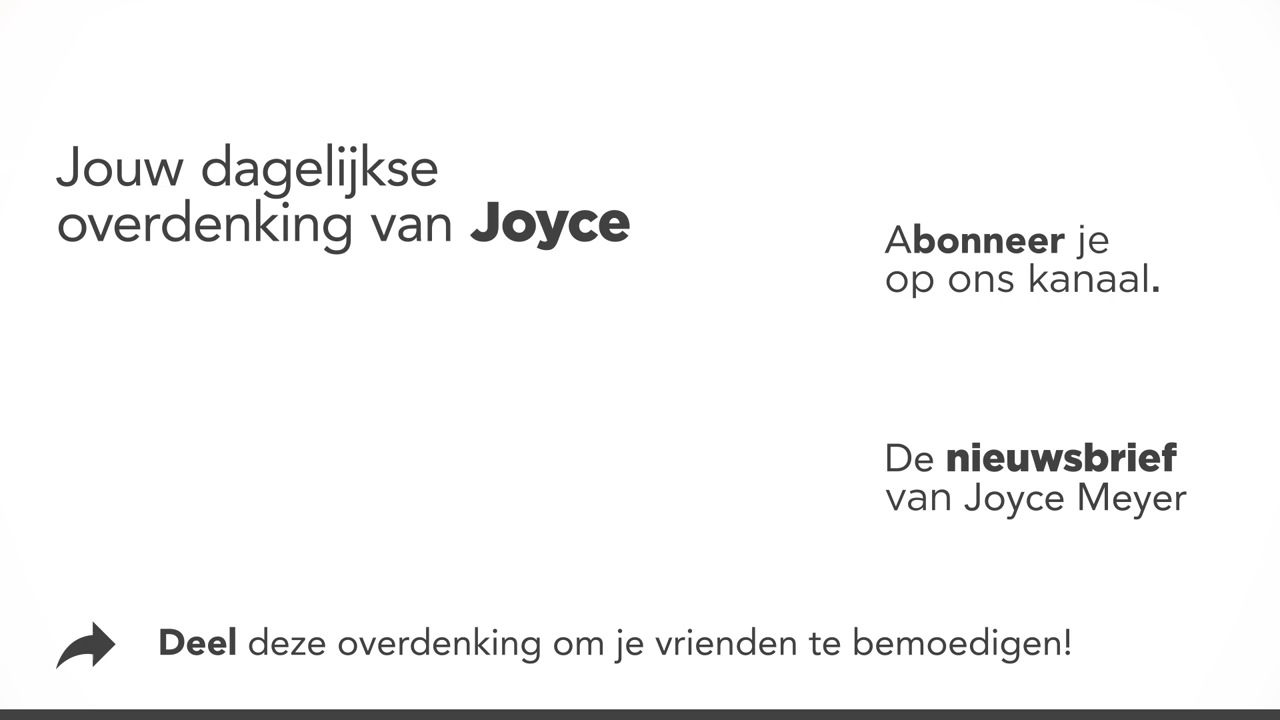 Jouw dagelijkse
overdenking van Joyce
Abonneer je
op ons kanaal.
De nieuwsbrief
van Joyce Meyer
Deel deze overdenking om je vrienden te bemoedigen!